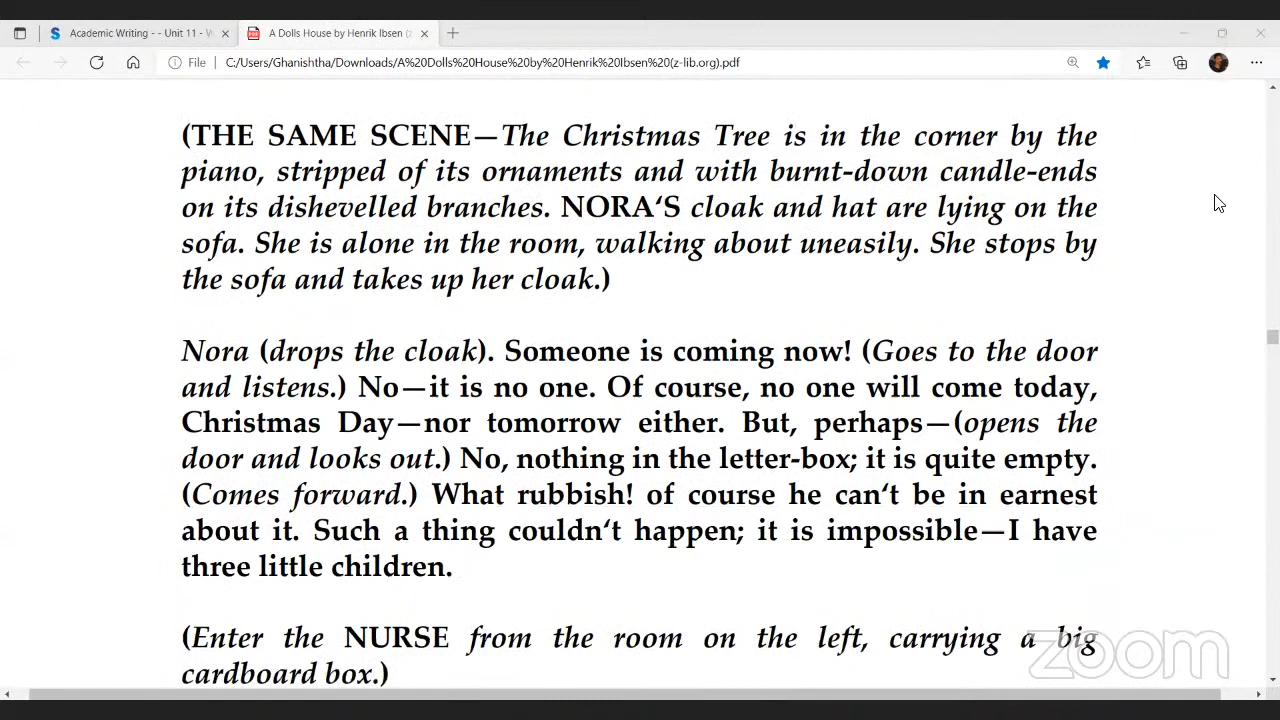 Academic Writing - - Unit 11 - W
A Dolls House by Henrik Ibsen (z
File
C:/Users/Ghanishtha/Downloads/A%20Dolls%20House%20by%20Henrik%20Ibsen%20(z-lib.org).pdf
(THE SAME SCENE—The Christmas Tree is in the corner by the
piano, stripped of its ornaments and with burnt-down candle-ends
on its dishevelled branches. NORA‘S cloak and hat are lying on the
sofa. She is alone in the room, walking about uneasily. She stops by
the sofa and takes up her cloak.)
Nora (drops the cloak). Someone is coming now! (Goes to the door
and listens.) No—it is no one. Of course, no one will come today,
Christmas Day—nor tomorrow either. But, perhaps—(opens the
door and looks out.) No, nothing in the letter-box; it is quite empty.
(Comes forward.) What rubbish! of course he can‘t be in earnest
about it. Such a thing couldn‘t happen; it is impossible—I have
three little children.
(Enter the NURSE from the room on the left, carrying a big
cardboard box.)
zoom